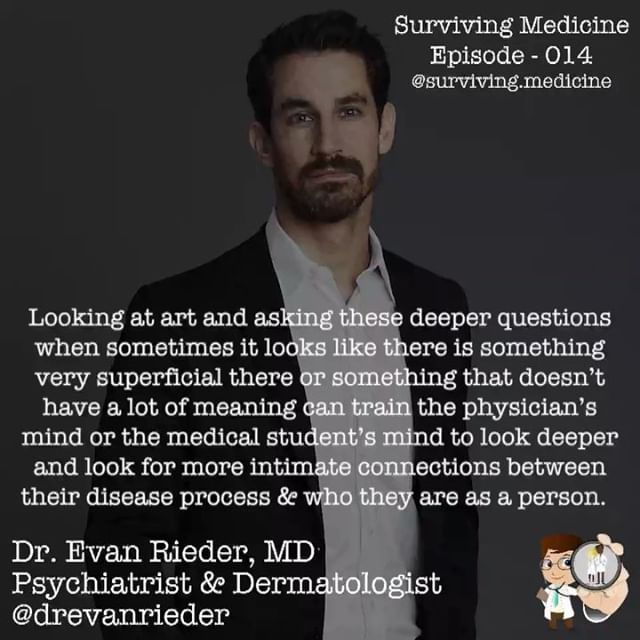 Surviving Medicine
Episode - 014
@surviving.medicine
Looking at art and asking these deeper questions
when sometimes it looks like there is something
very superficial there or something that doesn't
have a lot of meaning can train the physician's
mind or the medical student's mind to look deeper
and look for more intimate connections between
their disease process & who they are as a person.
Dr. Evan Rieder, MD
Psychiatrist & Dermatologist
@drevanrieder